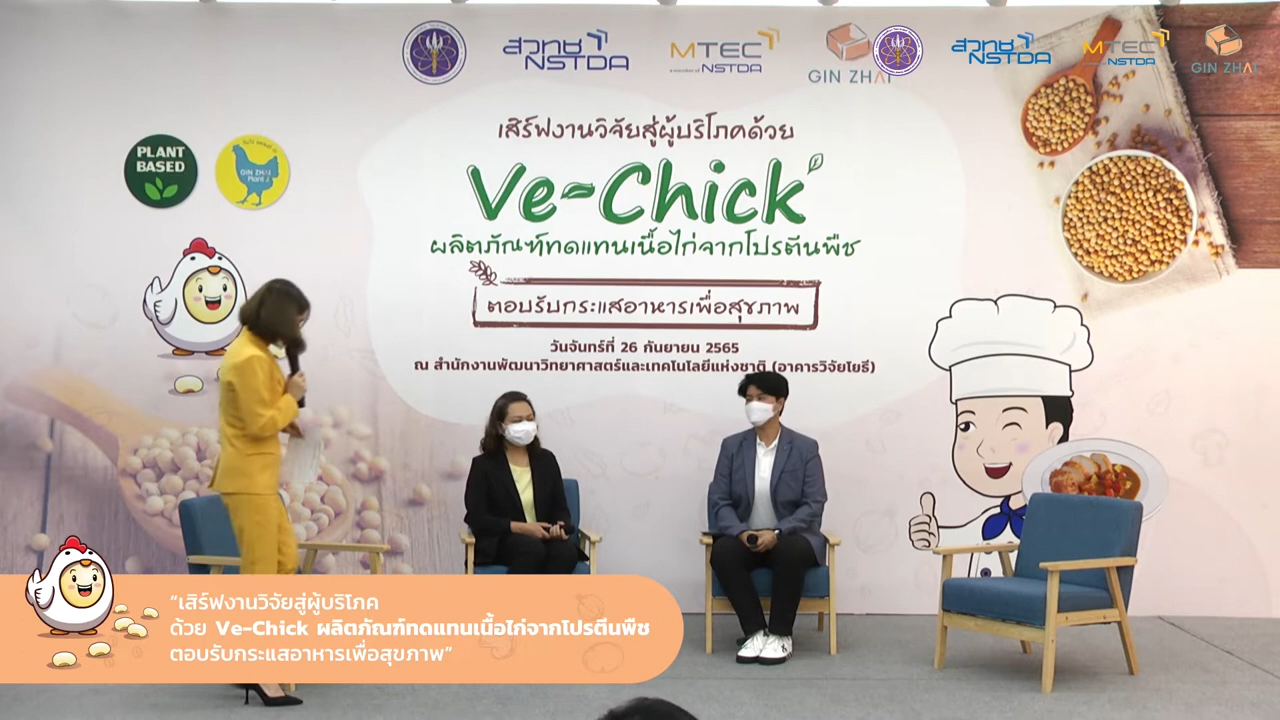 สวทช
NSTDA
MTEC
a member of NSTDA
GIN ZHAI
สวทช
NSTDA
MTEC
NSTDA
GIN ZHAI
PLANT
BASED
GIN ZHAI
เสิร์ฟงานวิจัยสู่ผู้บริโภคด้วย
Ve-Chick
ผลิตภัณฑ์ทดแทนเนื้อไก่จากโปรตีนพืช
ตอบรับกระแสอาหารเพื่อสุขภาพ
วันจันทร์ที่ 26 กันยายน 2565
ณ สำนักงานพัฒนาวิทยาศาสตร์และเทคโนโลยีแห่งชาติ (อาคารวิจัยโยธี)
“เสิร์ฟงานวิจัยสู่ผู้บริโภค
ด้วย Ve-Chick ผลิตภัณฑ์ทดแทนเนื้อไก่จากโปรตีนพืช
ตอบรับกระแสอาหารเพื่อสุขภาพ”